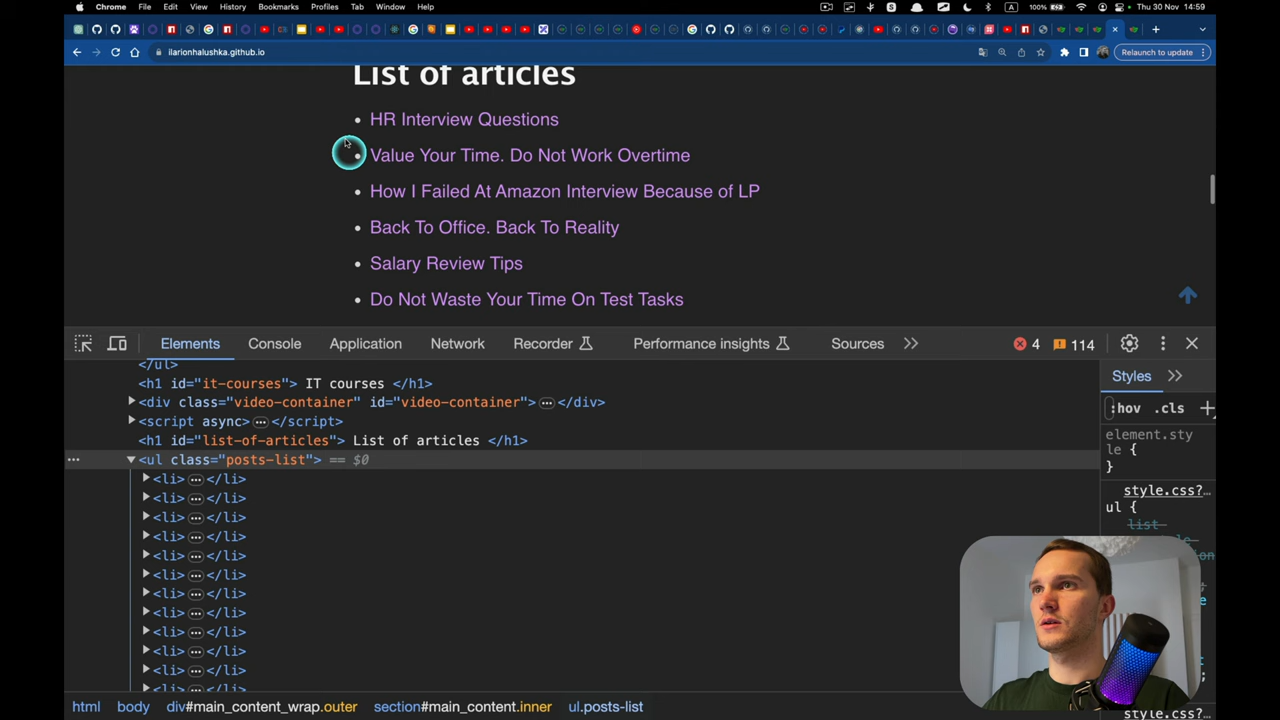 Chrome File Edit View History Bookmarks Profiles Tab Window Help
A 100% Thu 30 Nov 14:59
ilarionhalushka.github.io
Relaunch to update
List of articles
• HR Interview Questions
• Value Your Time. Do Not Work Overtime
• How I Failed At Amazon Interview Because of LP
• Back To Office. Back To Reality
• Salary Review Tips
• Do Not Waste Your Time On Test Tasks
Elements Console Application Network Recorder Performance insights Sources 4 114
</ul>
<h1 id="it-courses"> IT courses </h1>
<div class="video-container" id="video-container"> … </div>
<script async> … </script>
<h1 id="list-of-articles"> List of articles </h1>
<ul class="posts-list"> == $0
<li> … </li>
<li> … </li>
<li> … </li>
<li> … </li>
<li> … </li>
<li> … </li>
<li> … </li>
<li> … </li>
<li> … </li>
<li> … </li>
<li> … </li>
<li> … </li>
Styles
:hov .cls +
element.sty
le {
}
style.css?…
ul {
html body div#main_content_wrap.outer section#main_content.inner ul.posts-list
style.css?…